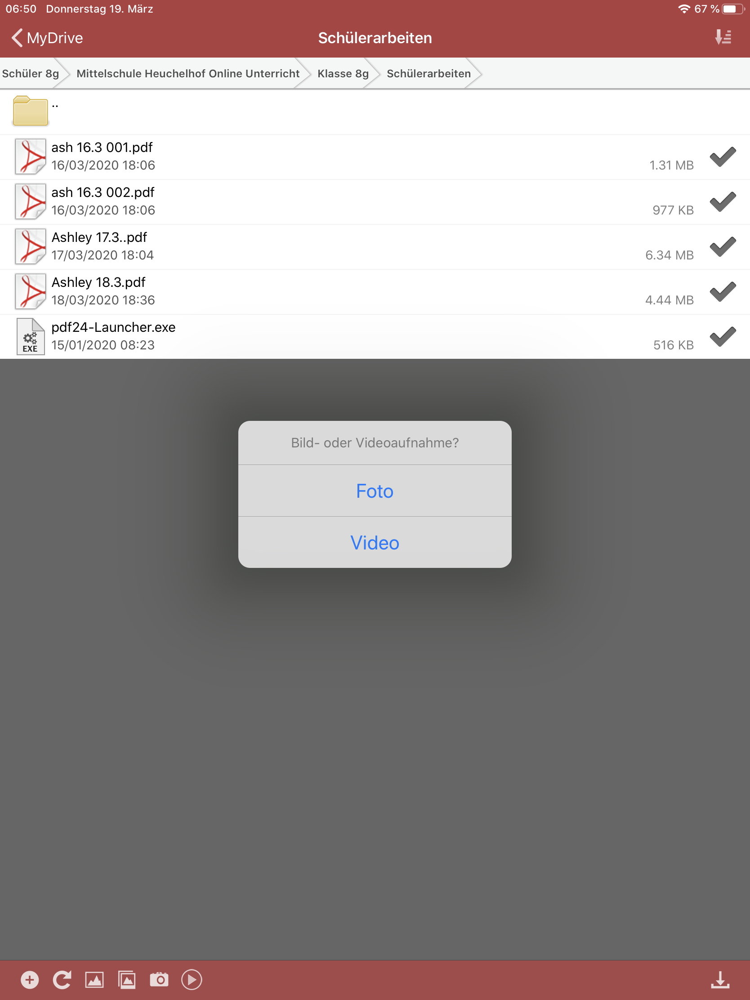 06:50 Donnerstag 19. März 67 %
MyDrive Schülerarbeiten
Schüler 8g Mittelschule Heuchelhof Online Unterricht Klasse 8g Schülerarbeiten
..
ash 16.3 001.pdf
16/03/2020 18:06 1.31 MB
ash 16.3 002.pdf
16/03/2020 18:06 977 KB
Ashley 17.3..pdf
17/03/2020 18:04 6.34 MB
Ashley 18.3.pdf
18/03/2020 18:36 4.44 MB
pdf24-Launcher.exe
EXE 15/01/2020 08:23 516 KB
Bild- oder Videoaufnahme?
Foto
Video